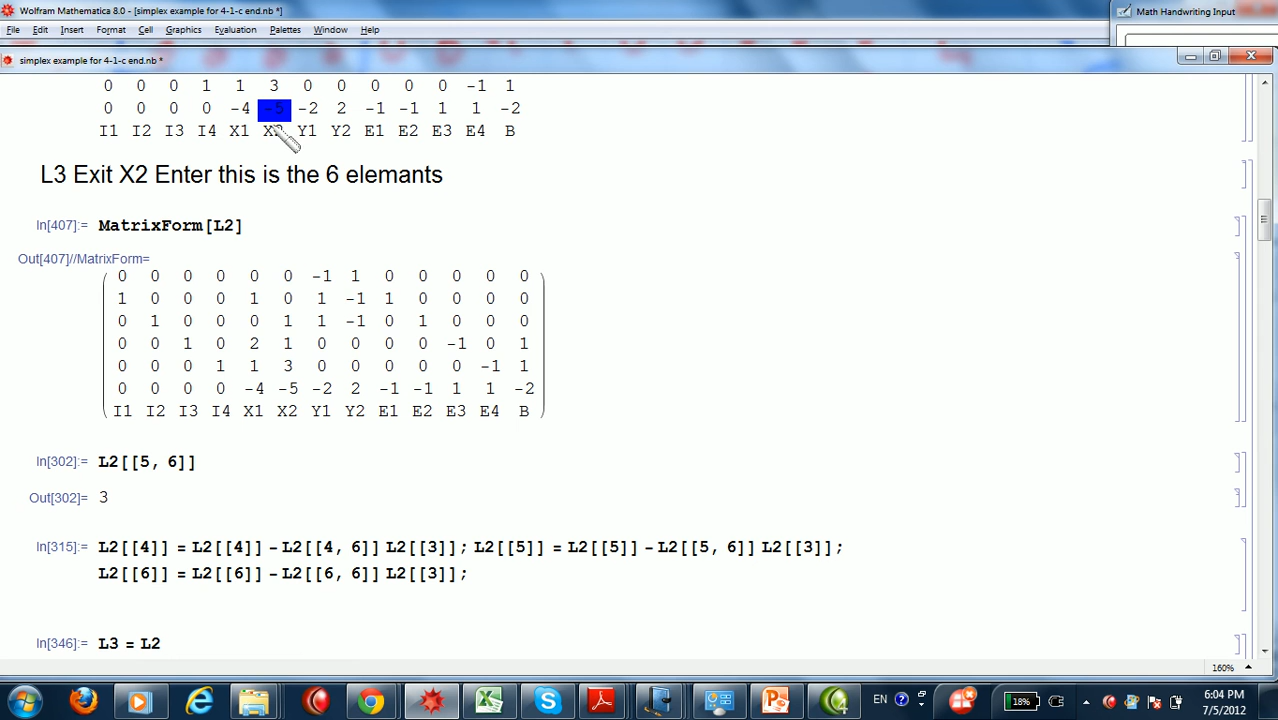 Wolfram Mathematica 8.0 - [simplex example for 4-1-c end.nb *]
Math Handwriting Input
File Edit Insert Format Cell Graphics Evaluation Palettes Window Help
simplex example for 4-1-c end.nb *
0 0 0 1 1 3 0 0 0 0 0 -1 1
0 0 0 0 -4 -5 -2 2 -1 -1 1 1 -2
I1 I2 I3 I4 X1 X2 Y1 Y2 E1 E2 E3 E4 B
L3 Exit X2 Enter this is the 6 elemants
In[407]:= MatrixForm[L2]
Out[407]//MatrixForm=
0 0 0 0 0 0 -1 1 0 0 0 0 0
1 0 0 0 1 0 1 -1 1 0 0 0 0
0 1 0 0 0 1 1 -1 0 1 0 0 0
0 0 1 0 2 1 0 0 0 0 -1 0 1
0 0 0 1 1 3 0 0 0 0 0 -1 1
0 0 0 0 -4 -5 -2 2 -1 -1 1 1 -2
I1 I2 I3 I4 X1 X2 Y1 Y2 E1 E2 E3 E4 B
In[302]:= L2[[5, 6]]
Out[302]= 3
In[315]:= L2[[4]] = L2[[4]] - L2[[4, 6]] L2[[3]]; L2[[5]] = L2[[5]] - L2[[5, 6]] L2[[3]];
L2[[6]] = L2[[6]] - L2[[6, 6]] L2[[3]];
In[346]:= L3 = L2
160%
EN
18%
6:04 PM
7/5/2012